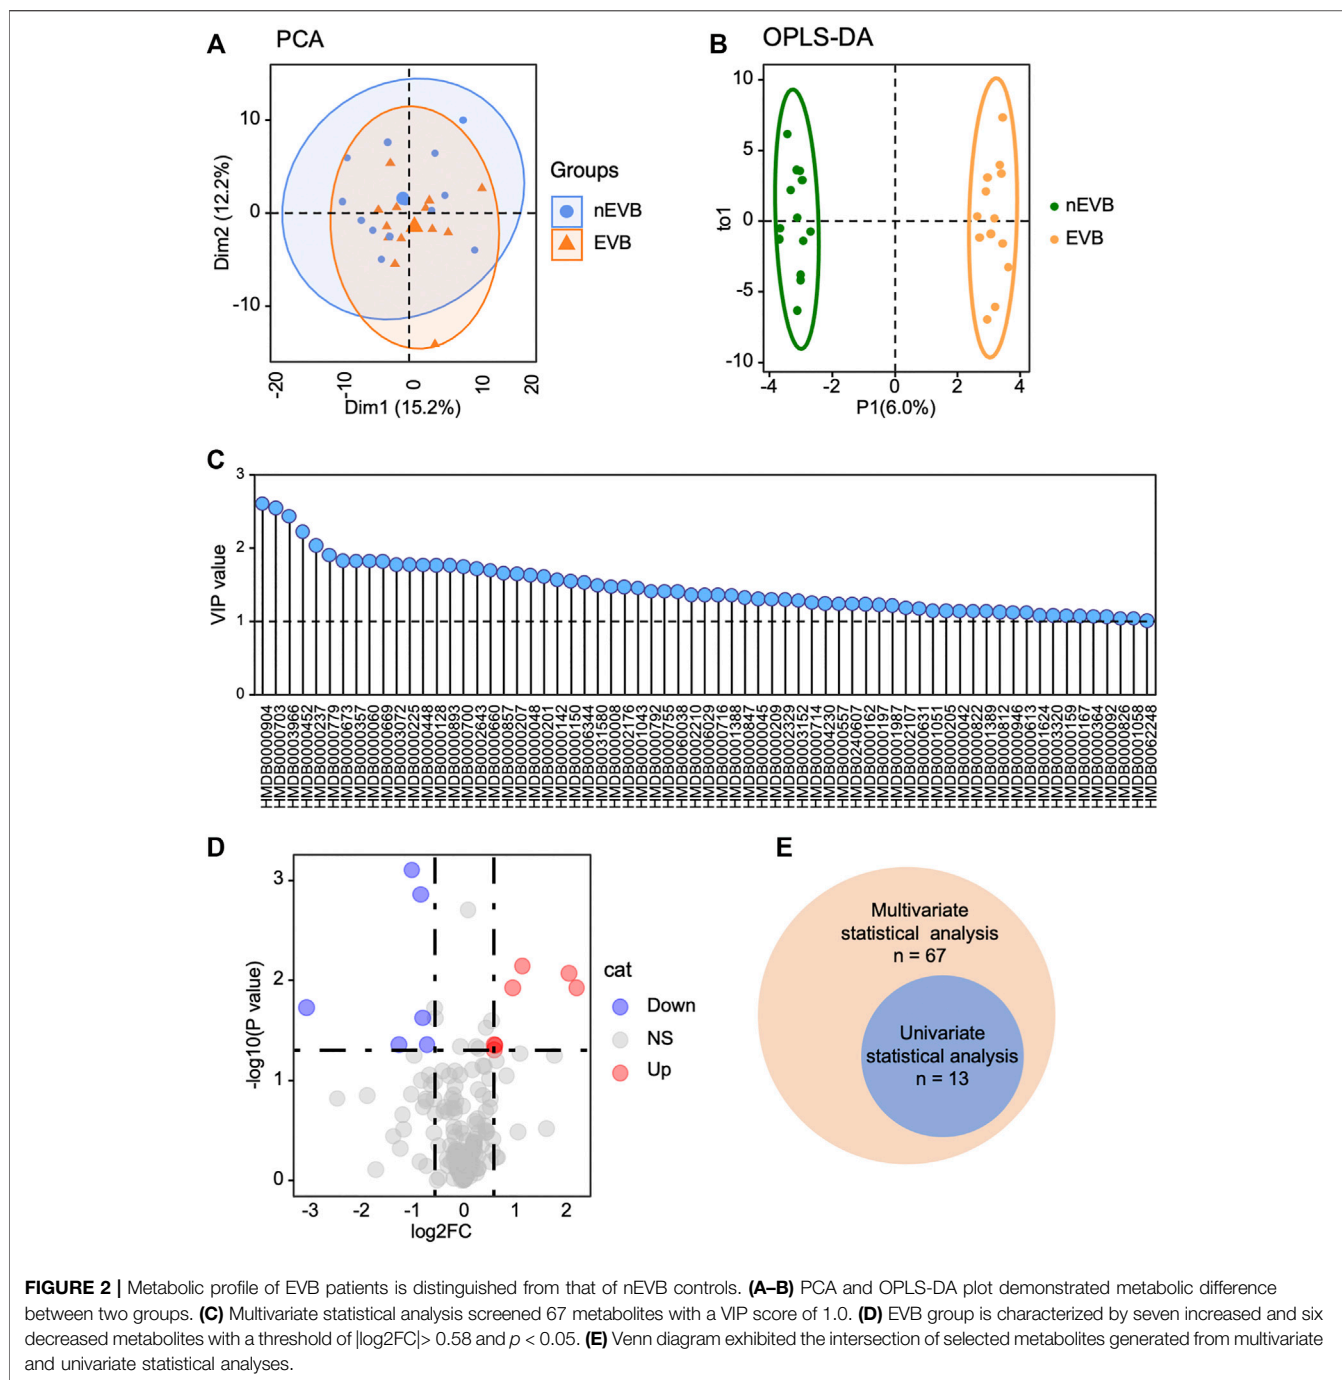 A PCA
Dim2 (12.2%)
10
0
-10
-20
-10
0
10
20
Dim1 (15.2%)
Groups
nEVB
EVB
B OPLS-DA
to1
10
5
0
-5
-10
-4 -2 0 2 4
P1(6.0%)
nEVB
EVB
C
VIP value
3
2
1
0
HMDB0000904
HMDB0000703
HMDB0003966
HMDB0000452
HMDB0000237
HMDB0000779
HMDB0000673
HMDB0000357
HMDB0000060
HMDB0000669
HMDB0003072
HMDB0000225
HMDB0000448
HMDB0000128
HMDB0000893
HMDB0000700
HMDB0002643
HMDB0000660
HMDB0000857
HMDB0000207
HMDB0000048
HMDB0000201
HMDB0000142
HMDB0000150
HMDB0006344
HMDB0031580
HMDB0000008
HMDB0002176
HMDB0001043
HMDB0000792
HMDB0000755
HMDB0060038
HMDB0002210
HMDB0006029
HMDB0000716
HMDB0001388
HMDB0000847
HMDB0000045
HMDB0000209
HMDB0002329
HMDB0003152
HMDB0000714
HMDB0004230
HMDB0000557
HMDB0240607
HMDB0000162
HMDB0000197
HMDB0001987
HMDB0002107
HMDB0000631
HMDB0001051
HMDB0000205
HMDB0000042
HMDB0000822
HMDB0001389
HMDB0000812
HMDB0000946
HMDB0000613
HMDB0001624
HMDB0003320
HMDB0000159
HMDB0000167
HMDB0000364
HMDB0000092
HMDB0000826
HMDB0001058
HMDB0062248
D
-log10(P value)
3
2
1
0
-3 -2 -1 0 1 2
log2FC
cat
Down
NS
Up
E
Multivariate
statistical analysis
n = 67
Univariate
statistical analysis
n = 13
FIGURE 2 | Metabolic profile of EVB patients is distinguished from that of nEVB controls. (A–B) PCA and OPLS-DA plot demonstrated metabolic difference
between two groups. (C) Multivariate statistical analysis screened 67 metabolites with a VIP score of 1.0. (D) EVB group is characterized by seven increased and six
decreased metabolites with a threshold of |log2FC|> 0.58 and p < 0.05. (E) Venn diagram exhibited the intersection of selected metabolites generated from multivariate
and univariate statistical analyses.